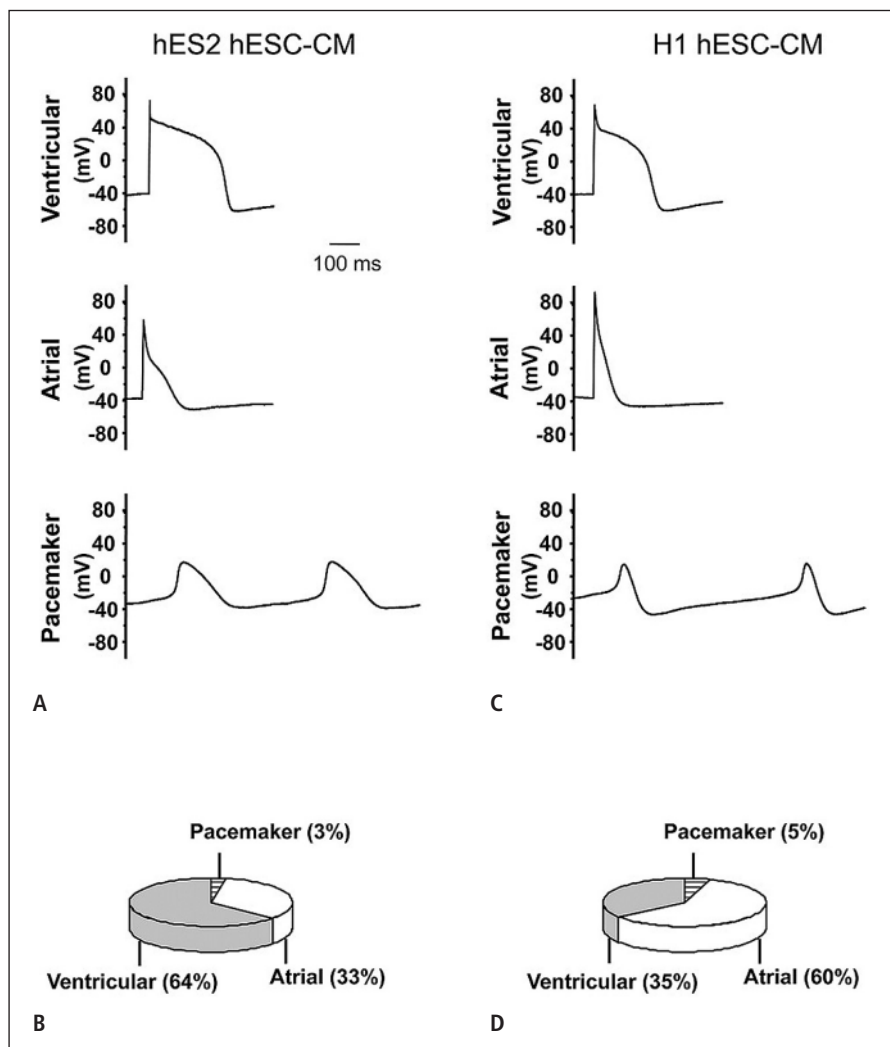 hES2 hESC-CM
Ventricular
(mV)
80
40
0
-40
-80
100 ms
Atrial
(mV)
80
40
0
-40
-80
Pacemaker
(mV)
80
40
0
-40
-80
A
Pacemaker (3%)
Ventricular (64%)
Atrial (33%)
B
H1 hESC-CM
Ventricular
(mV)
80
40
0
-40
-80
Atrial
(mV)
80
40
0
-40
-80
Pacemaker
(mV)
80
40
0
-40
-80
C
Pacemaker (5%)
Ventricular (35%)
Atrial (60%)
D